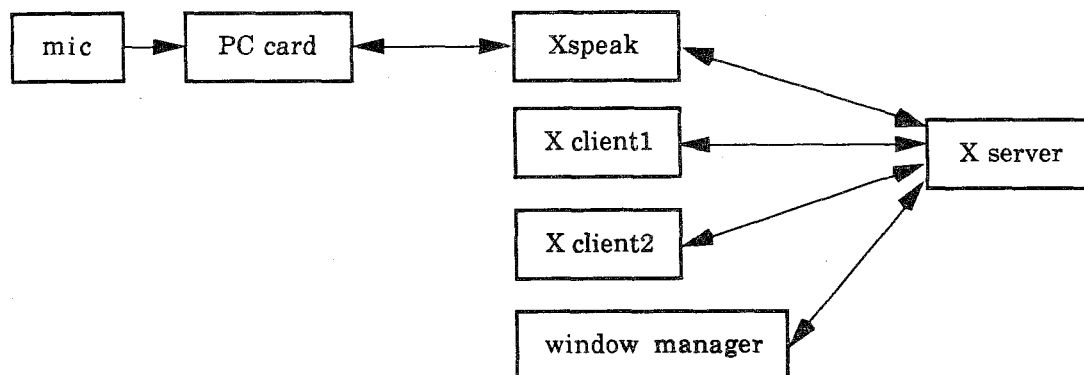 mic
PC card
Xspeak
X client1
X server
X client2
window manager